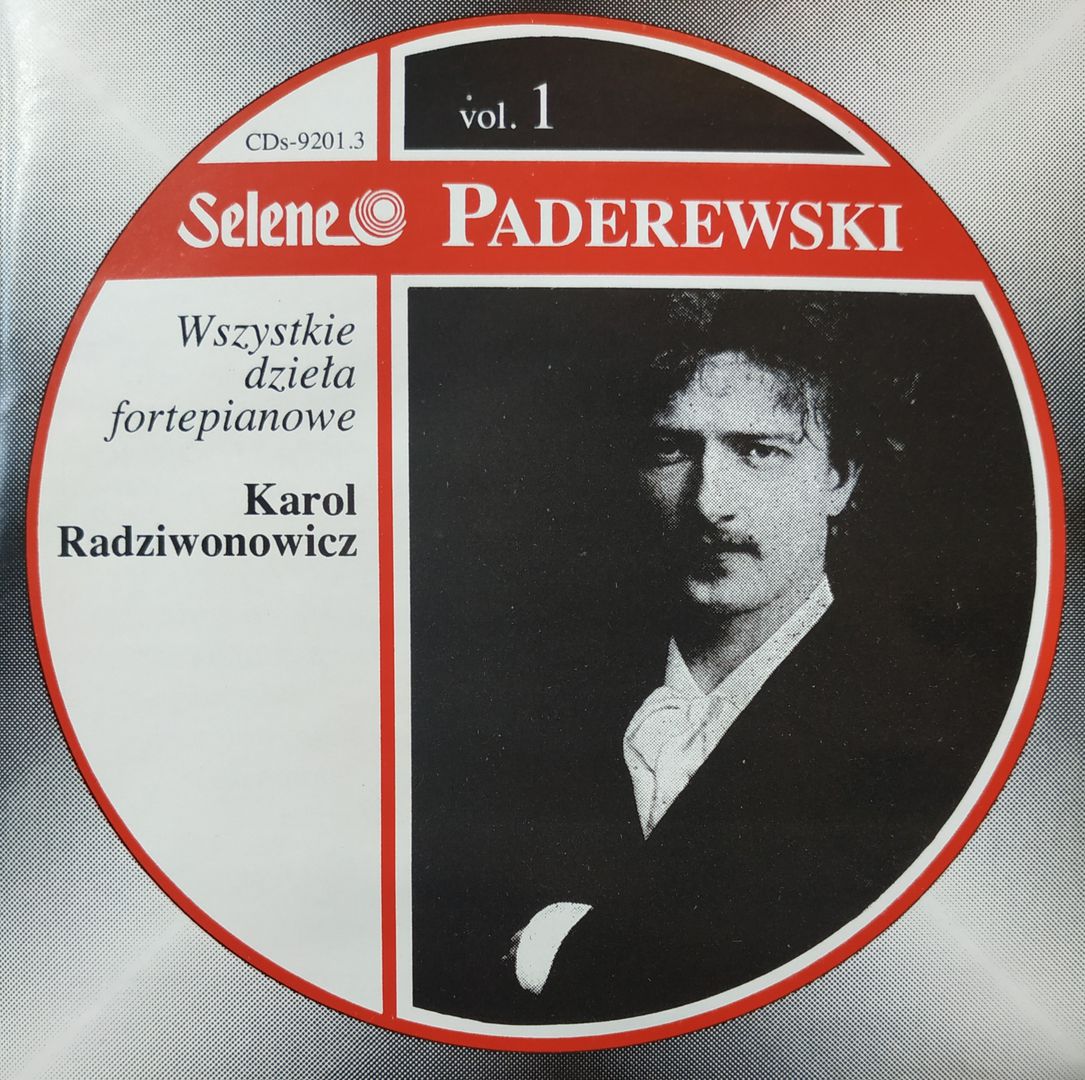 vol. 1
CDs-9201.3
Selene PADEREWSKI
Wszystkie
dzieła
fortepianowe
Karol
Radziwonowicz